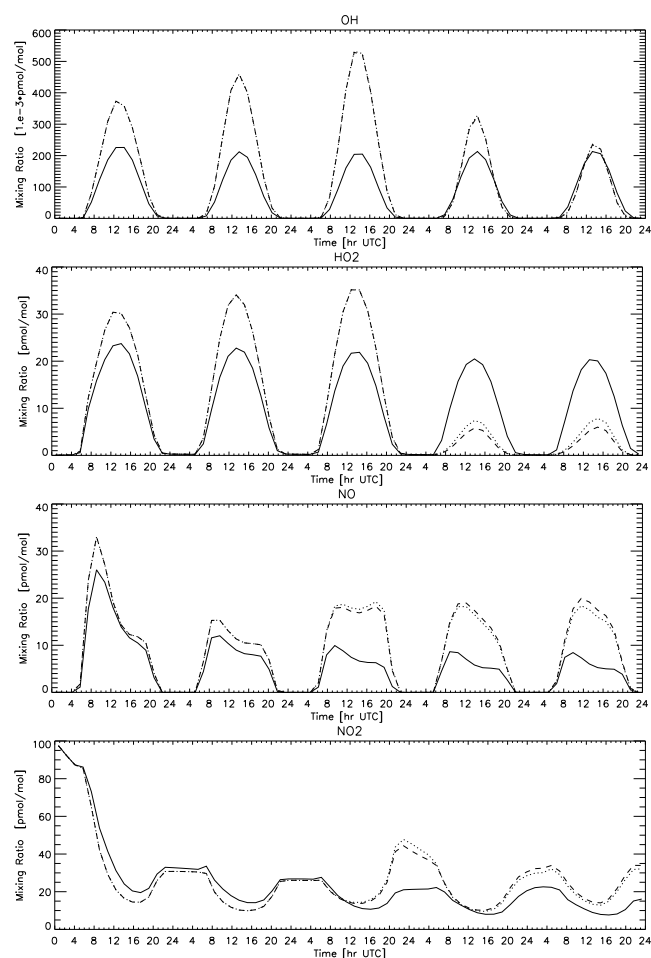 OH
600
500
400
300
200
100
0
Mixing Ratio [1.e-3*pmol/mol]
0 4 8 12 16 20 24 4 8 12 16 20 24 4 8 12 16 20 24 4 8 12 16 20 24 4 8 12 16 20 24
Time [hr UTC]
HO2
40
30
20
10
0
Mixing Ratio [pmol/mol]
0 4 8 12 16 20 24 4 8 12 16 20 24 4 8 12 16 20 24 4 8 12 16 20 24 4 8 12 16 20 24
Time [hr UTC]
NO
40
30
20
10
0
Mixing Ratio [pmol/mol]
0 4 8 12 16 20 24 4 8 12 16 20 24 4 8 12 16 20 24 4 8 12 16 20 24 4 8 12 16 20 24
Time [hr UTC]
NO2
100
80
60
40
20
0
Mixing Ratio [pmol/mol]
0 4 8 12 16 20 24 4 8 12 16 20 24 4 8 12 16 20 24 4 8 12 16 20 24 4 8 12 16 20 24
Time [hr UTC]